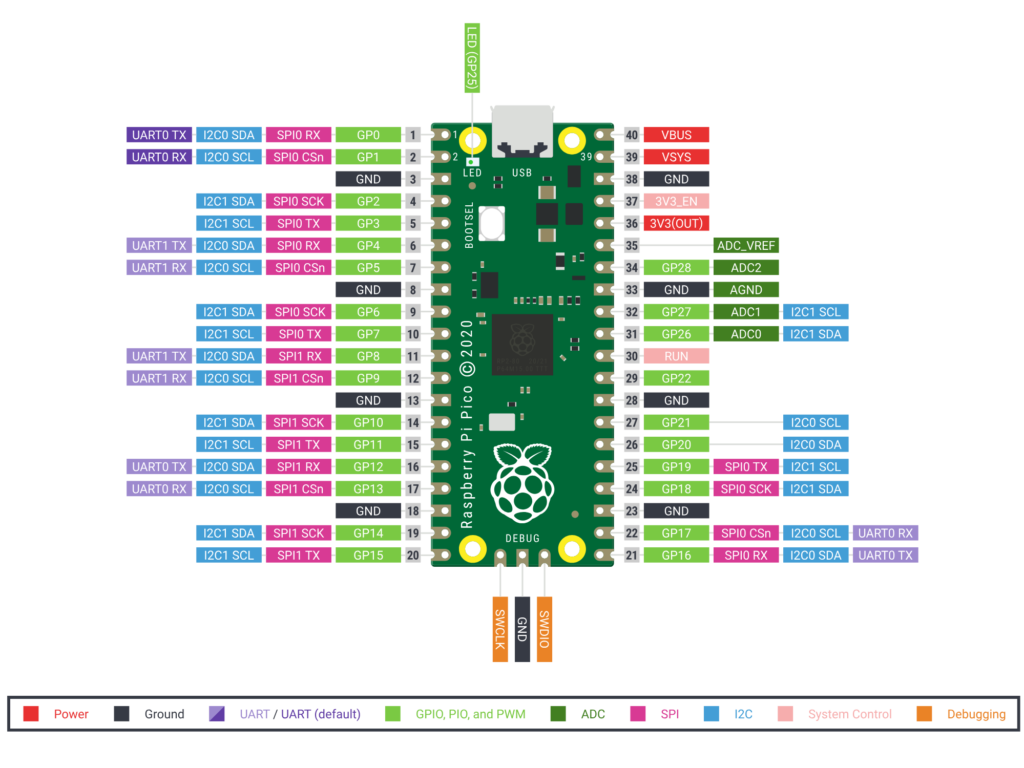 LED (GP25)
UART0 TX I2C0 SDA SPI0 RX GP0 1 1 40 VBUS
UART0 RX I2C0 SCL SPI0 CSn GP1 2 2 39 39 VSYS
GND 3 LED USB 38 GND
I2C1 SDA SPI0 SCK GP2 4 37 3V3_EN
I2C1 SCL SPI0 TX GP3 5 BOOTSEL 36 3V3(OUT)
UART1 TX I2C0 SDA SPI0 RX GP4 6 35 ADC_VREF
UART1 RX I2C0 SCL SPI0 CSn GP5 7 34 GP28 ADC2
GND 8 33 GND AGND
I2C1 SDA SPI0 SCK GP6 9 32 GP27 ADC1 I2C1 SCL
I2C1 SCL SPI0 TX GP7 10 31 GP26 ADC0 I2C1 SDA
UART1 TX I2C0 SDA SPI1 RX GP8 11 30 RUN
UART1 RX I2C0 SCL SPI1 CSn GP9 12 29 GP22
GND 13 28 GND
I2C1 SDA SPI1 SCK GP10 14 27 GP21 I2C0 SCL
I2C1 SCL SPI1 TX GP11 15 26 GP20 I2C0 SDA
UART0 TX I2C0 SDA SPI1 RX GP12 16 25 GP19 SPI0 TX I2C1 SCL
UART0 RX I2C0 SCL SPI1 CSn GP13 17 24 GP18 SPI0 SCK I2C1 SDA
GND 18 23 GND
I2C1 SDA SPI1 SCK GP14 19 22 GP17 SPI0 CSn I2C0 SCL UART0 RX
I2C1 SCL SPI1 TX GP15 20 21 GP16 SPI0 RX I2C0 SDA UART0 TX
Raspberry Pi Pico ©2020
DEBUG
SWCLK GND SWDIO
Power Ground UART / UART (default) GPIO, PIO, and PWM ADC SPI I2C System Control Debugging